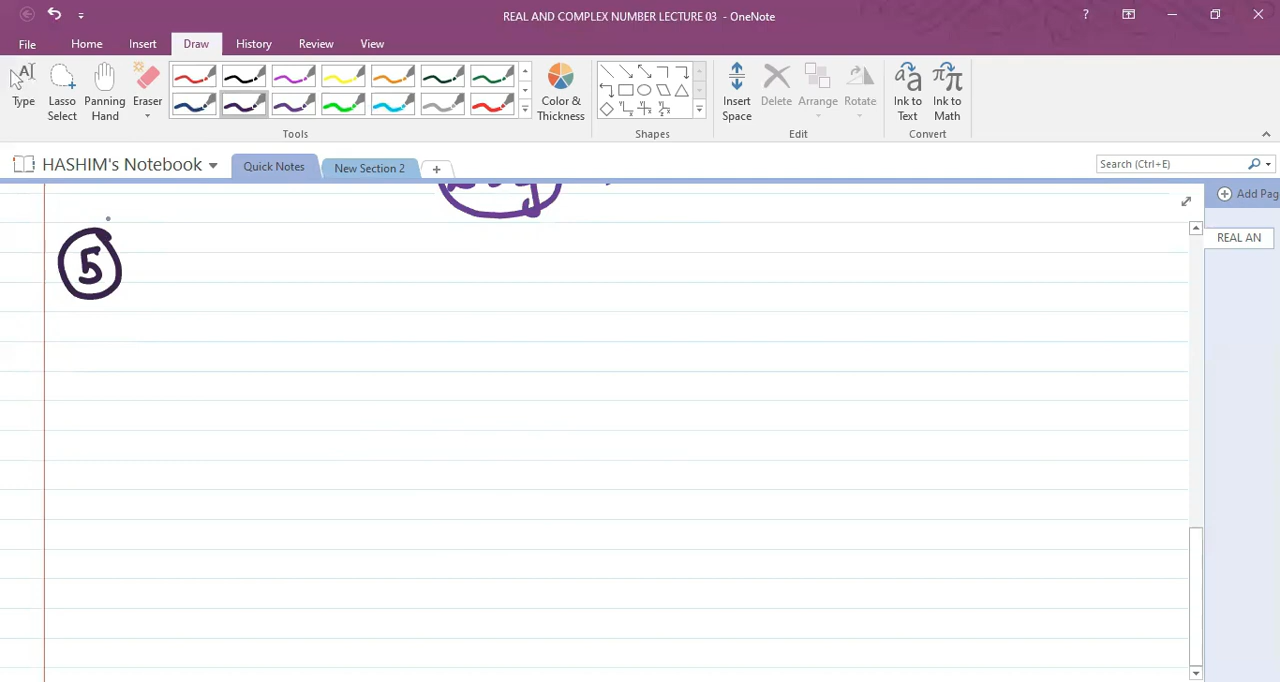 REAL AND COMPLEX NUMBER LECTURE 03 - OneNote
?
File Home Insert Draw History Review View
Type
Lasso Select
Panning Hand
Eraser
Color & Thickness
Insert Space
Delete
Arrange
Rotate
Ink to Text
Ink to Math
Tools Shapes Edit Convert
HASHIM's Notebook Quick Notes New Section 2 +
Search (Ctrl+E)
Add Pag
REAL AN
5